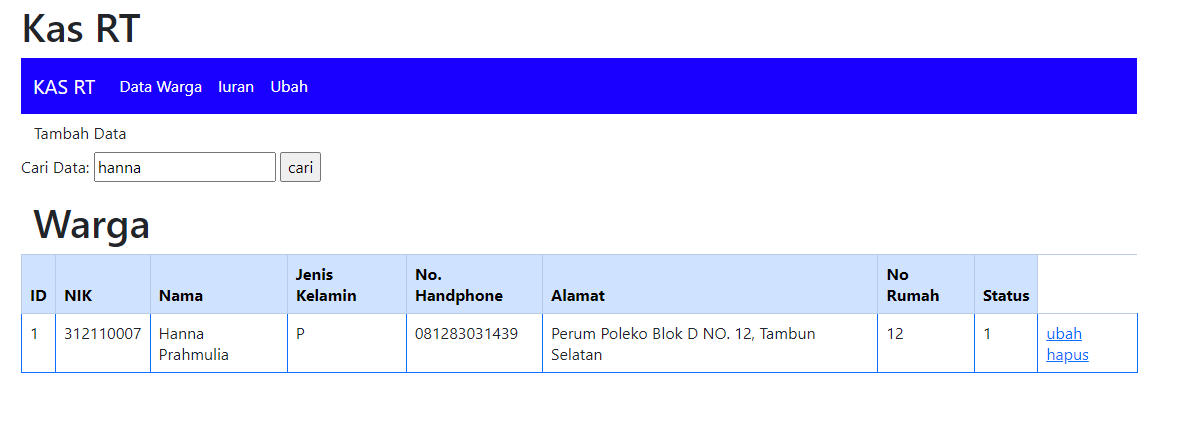 Kas RT
KAS RT Data Warga Iuran Ubah
Tambah Data
Cari Data: hanna cari
Warga
ID NIK Nama Jenis Kelamin No. Handphone Alamat No Rumah Status
1 312110007 Hanna Prahmulia P 081283031439 Perum Poleko Blok D NO. 12, Tambun Selatan 12 1 ubah hapus